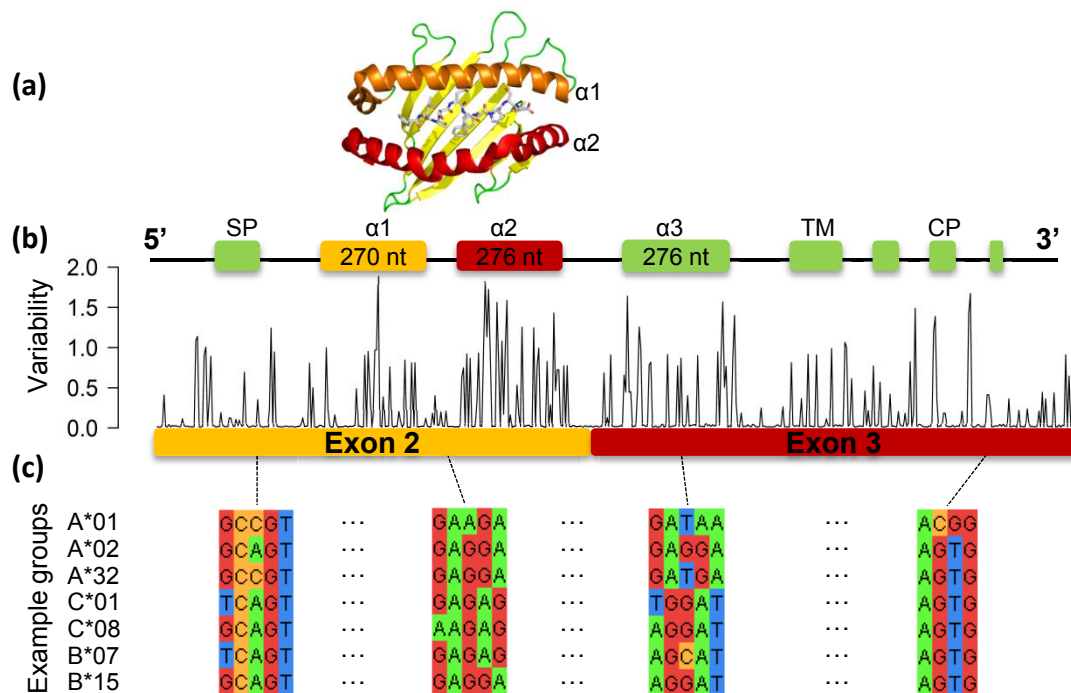 (a)
α1
α2
(b)
5’ SP α1 α2 α3 TM CP 3’
270 nt 276 nt 276 nt
Variability
2.0
1.5
1.0
0.5
0.0
Exon 2 Exon 3
(c)
Example groups
A*01 GCCGT ... GAAGA ... GATAA ... ACGG
A*02 GCAGT ... GAGGA ... GAGGA ... AGTG
A*32 GCCGT ... GAGGA ... GATGA ... AGTG
C*01 TCAGT ... GAGAG ... TGGAT ... AGTG
C*08 GCAGT ... AAGAG ... AGGAT ... AGTG
B*07 TCAGT ... GAGAG ... AGCAT ... AGTG
B*15 GCAGT ... GAGGA ... AGGAT ... AGTG